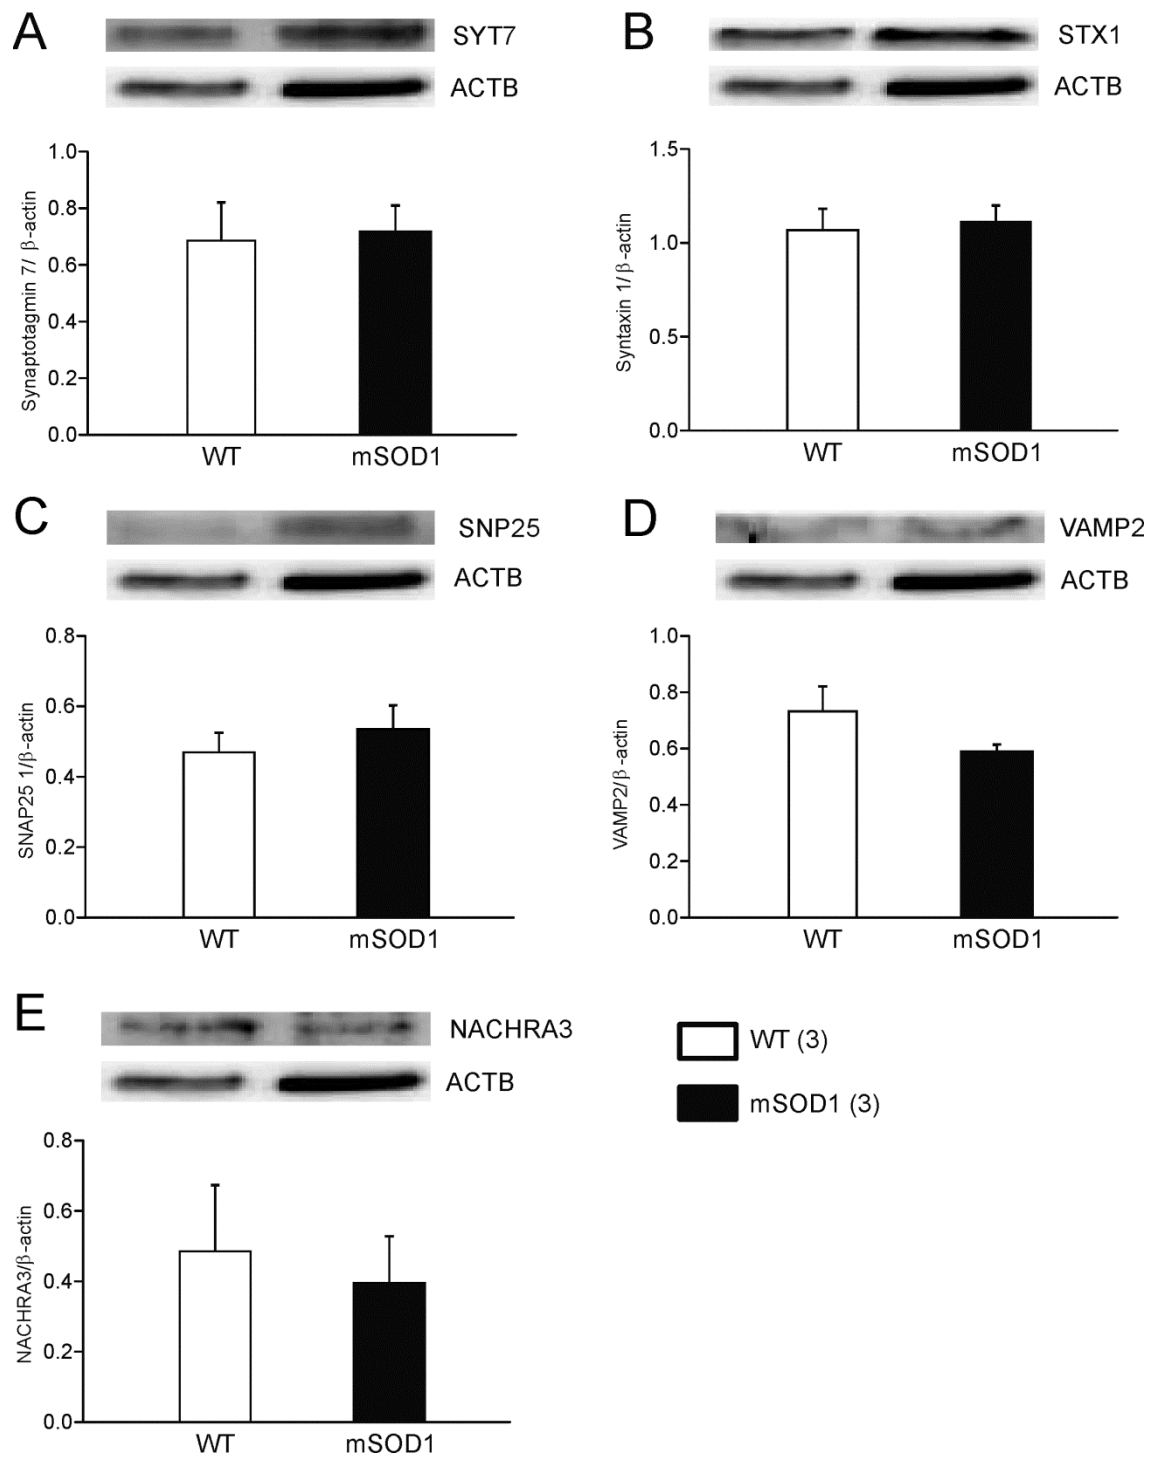 A
SYT7
ACTB
Synaptotagmin 7/ β-actin
1.0
0.8
0.6
0.4
0.2
0.0
WT mSOD1
B
STX1
ACTB
Syntaxin 1/β-actin
1.5
1.0
0.5
0.0
WT mSOD1
C
SNP25
ACTB
SNAP25 1/β-actin
0.8
0.6
0.4
0.2
0.0
WT mSOD1
D
VAMP2
ACTB
VAMP2/β-actin
1.0
0.8
0.6
0.4
0.2
0.0
WT mSOD1
E
NACHRA3
ACTB
NACHRA3/β-actin
0.8
0.6
0.4
0.2
0.0
WT mSOD1
WT (3)
mSOD1 (3)